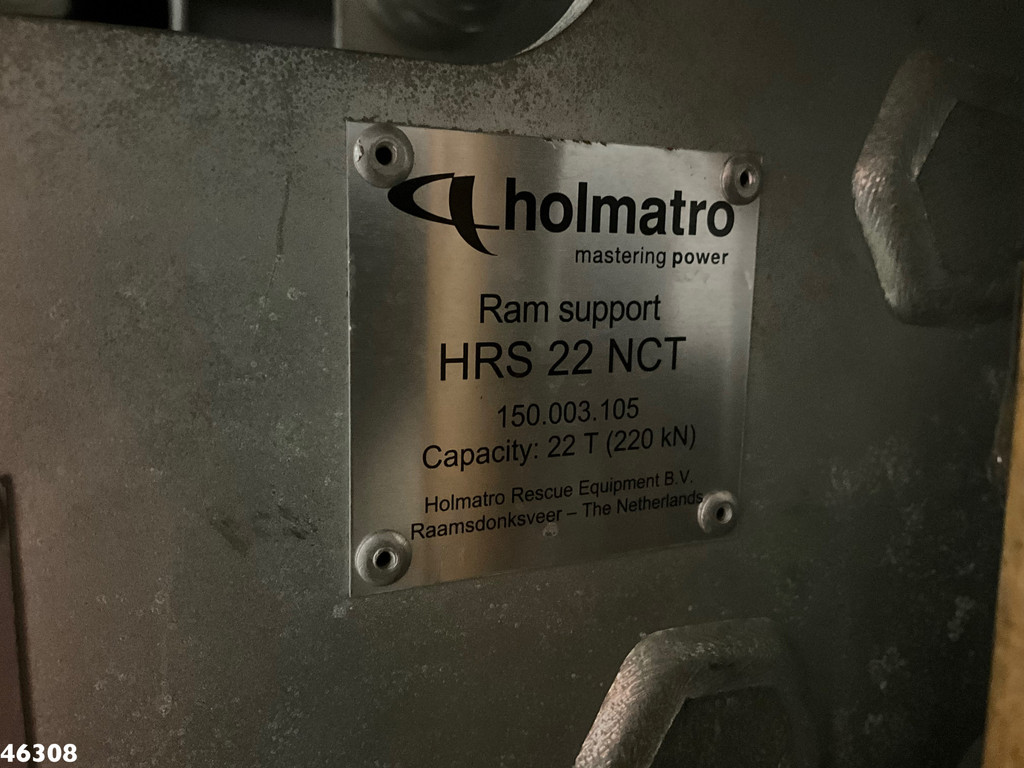 holmatro
mastering power
Ram support
HRS 22 NCT
150.003.105
Capacity: 22 T (220 kN)
Holmatro Rescue Equipment B.V.
Raamsdonksveer – The Netherlands
46308